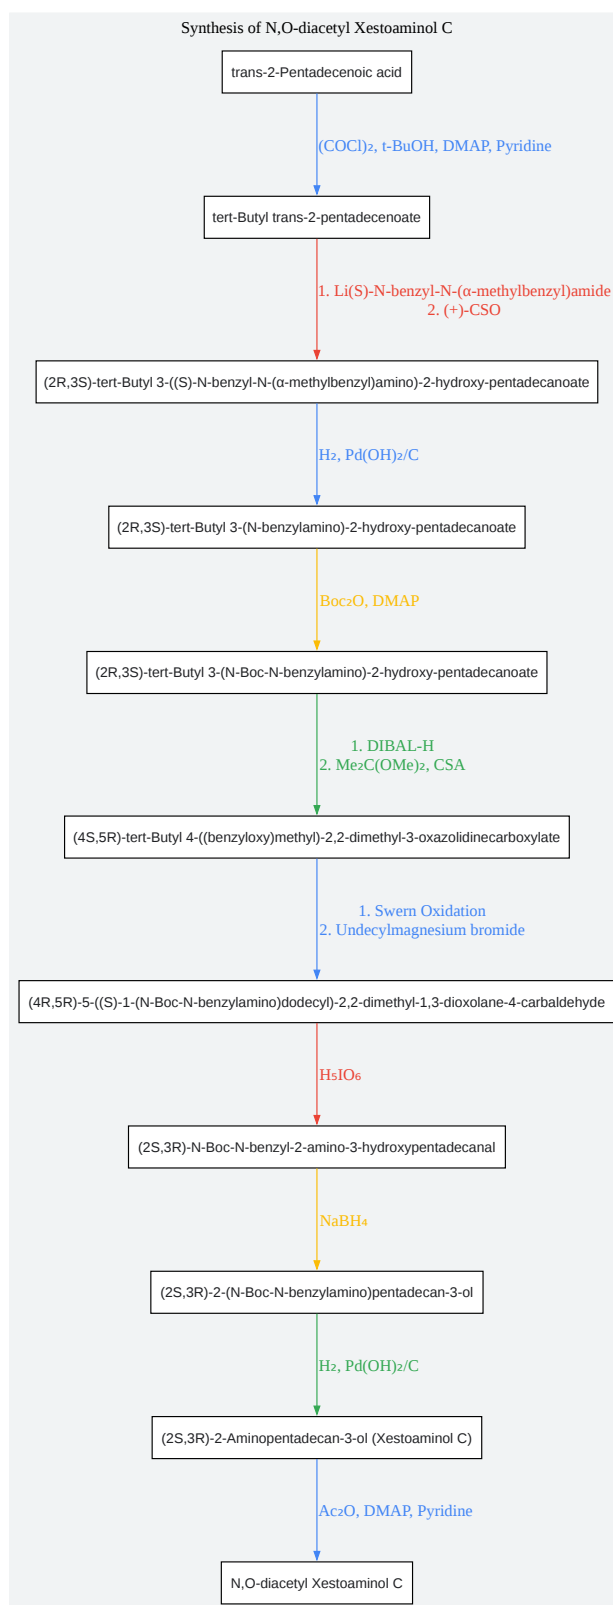 Synthesis of N,O-diacetyl Xestoaminol C
trans-2-Pentadecenoic acid
(COCl)₂, t-BuOH, DMAP, Pyridine
tert-Butyl trans-2-pentadecenoate
1. Li(S)-N-benzyl-N-(α-methylbenzyl)amide
2. (+)-CSO
(2R,3S)-tert-Butyl 3-((S)-N-benzyl-N-(α-methylbenzyl)amino)-2-hydroxy-pentadecanoate
H₂, Pd(OH)₂/C
(2R,3S)-tert-Butyl 3-(N-benzylamino)-2-hydroxy-pentadecanoate
Boc₂O, DMAP
(2R,3S)-tert-Butyl 3-(N-Boc-N-benzylamino)-2-hydroxy-pentadecanoate
1. DIBAL-H
2. Me₂C(OMe)₂, CSA
(4S,5R)-tert-Butyl 4-((benzyloxy)methyl)-2,2-dimethyl-3-oxazolidinecarboxylate
1. Swern Oxidation
2. Undecylmagnesium bromide
(4R,5R)-5-((S)-1-(N-Boc-N-benzylamino)dodecyl)-2,2-dimethyl-1,3-dioxolane-4-carbaldehyde
H₅IO₆
(2S,3R)-N-Boc-N-benzyl-2-amino-3-hydroxypentadecanal
NaBH₄
(2S,3R)-2-(N-Boc-N-benzylamino)pentadecan-3-ol
H₂, Pd(OH)₂/C
(2S,3R)-2-Aminopentadecan-3-ol (Xestoaminol C)
Ac₂O, DMAP, Pyridine
N,O-diacetyl Xestoaminol C